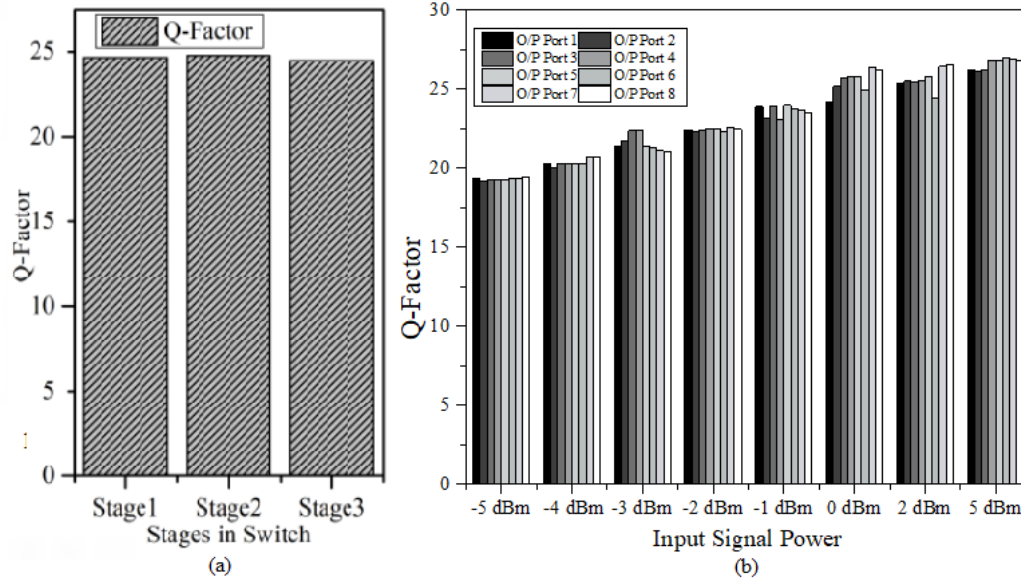 Q-Factor
25
20
15
10
5
0
Q-Factor
1
Stage1 Stage2 Stage3
Stages in Switch
(a)
30
25
20
15
10
5
0
Q-Factor
O/P Port 1 O/P Port 2
O/P Port 3 O/P Port 4
O/P Port 5 O/P Port 6
O/P Port 7 O/P Port 8
-5 dBm -4 dBm -3 dBm -2 dBm -1 dBm 0 dBm 2 dBm 5 dBm
Input Signal Power
(b)